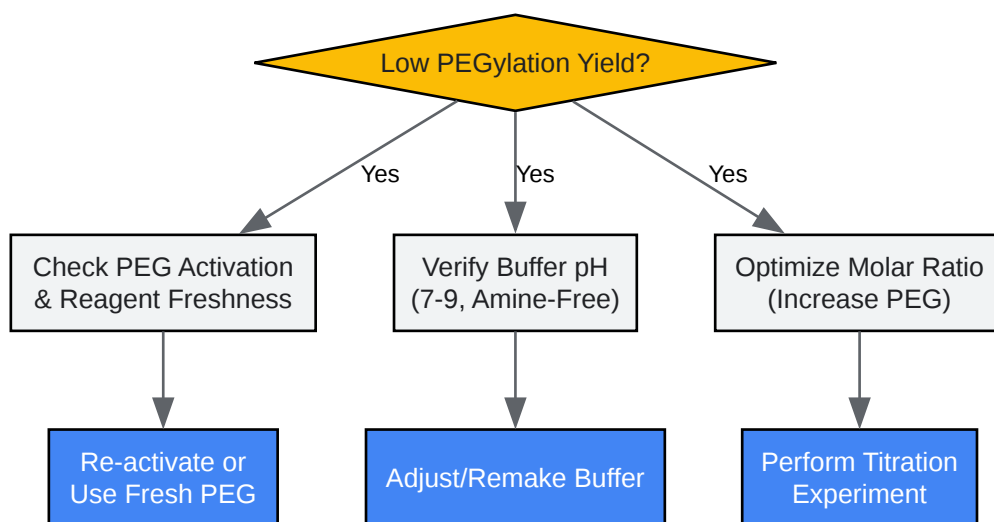 Low PEGylation Yield?
Yes
Yes
Yes
Check PEG Activation
& Reagent Freshness
Verify Buffer pH
(7-9, Amine-Free)
Optimize Molar Ratio
(Increase PEG)
Re-activate or
Use Fresh PEG
Adjust/Remake Buffer
Perform Titration
Experiment